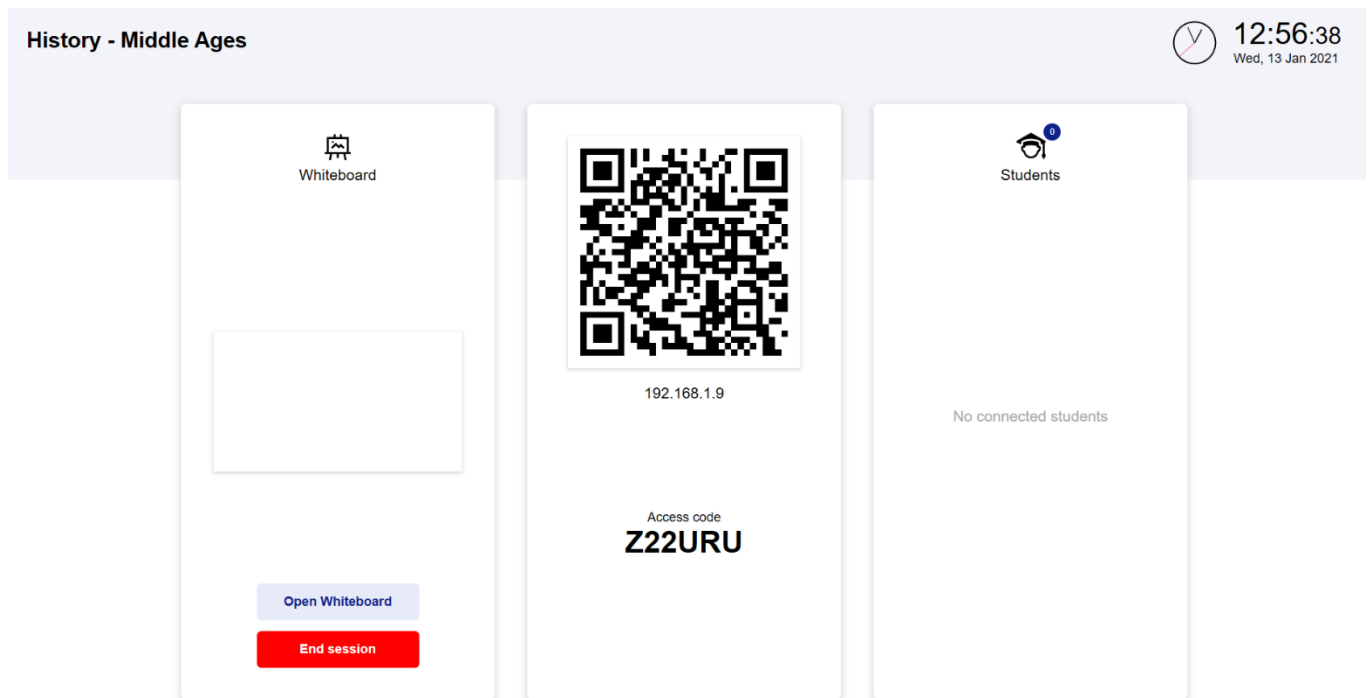 History - Middle Ages
12:56:38
Wed, 13 Jan 2021
Whiteboard
Open Whiteboard
End session
192.168.1.9
Access code
Z22URU
0
Students
No connected students